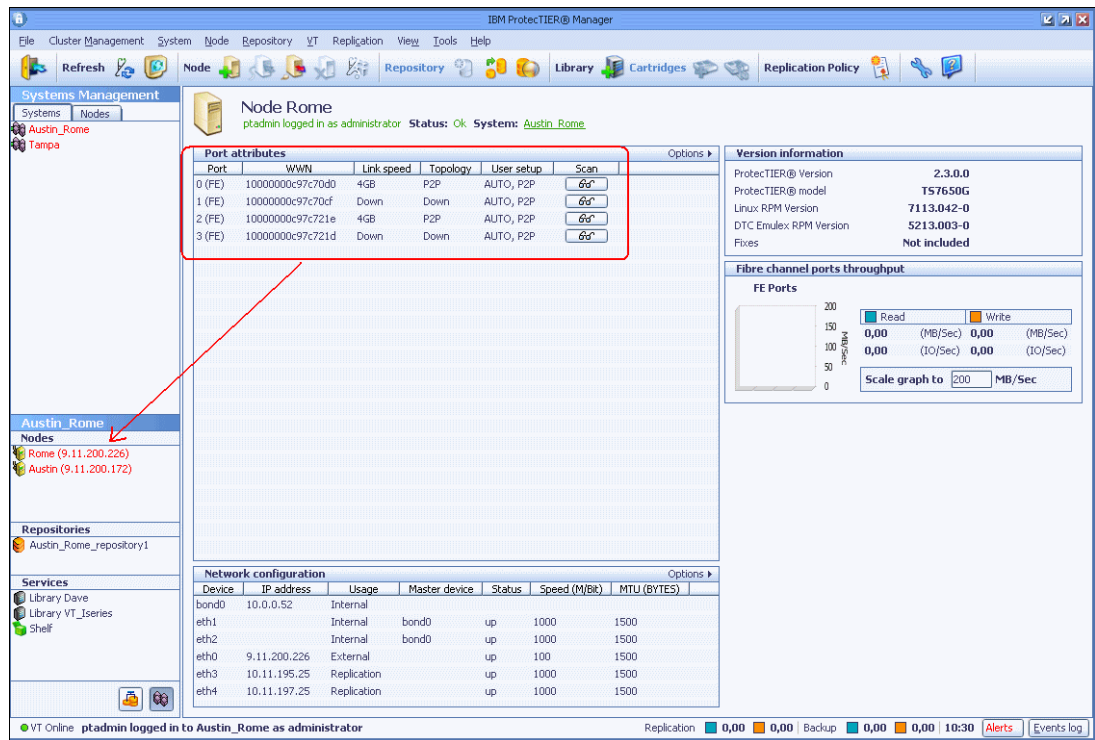 IBM ProtecTIER® Manager
File Cluster Management System Node Repository VT Replication View Tools Help
Refresh Node Repository Library Cartridges Replication Policy
Systems Management
Systems Nodes
Austin_Rome
Tampa
Node Rome
ptadmin logged in as administrator Status: Ok System: Austin_Rome
Port attributes Options
Port WWN Link speed Topology User setup Scan
0 (FE) 10000000c97c70d0 4GB P2P AUTO, P2P
1 (FE) 10000000c97c70cf Down Down AUTO, P2P
2 (FE) 10000000c97c721e 4GB P2P AUTO, P2P
3 (FE) 10000000c97c721d Down Down AUTO, P2P
Version information
ProtecTIER® Version 2.3.0.0
ProtecTIER® model TS7650G
Linux RPM Version 7113.042-0
DTC Emulex RPM Version 5213.003-0
Fixes Not included
Fibre channel ports throughput
FE Ports
200
150
100
50
0
MB/Sec
Read Write
0,00 (MB/Sec) 0,00 (MB/Sec)
0,00 (IO/Sec) 0,00 (IO/Sec)
Scale graph to 200 MB/Sec
Austin_Rome
Nodes
Rome (9.11.200.226)
Austin (9.11.200.172)
Repositories
Austin_Rome_repository1
Services
Library Dave
Library VT_Iseries
Shelf
Network configuration Options
Device IP address Usage Master device Status Speed (M/Bit) MTU (BYTES)
bond0 10.0.0.52 Internal
eth1 Internal bond0 up 1000 1500
eth2 Internal bond0 up 1000 1500
eth0 9.11.200.226 External up 100 1500
eth3 10.11.195.25 Replication up 1000 1500
eth4 10.11.197.25 Replication up 1000 1500
VT Online ptadmin logged in to Austin_Rome as administrator Replication 0,00 0,00 Backup 0,00 0,00 10:30 Alerts Events log